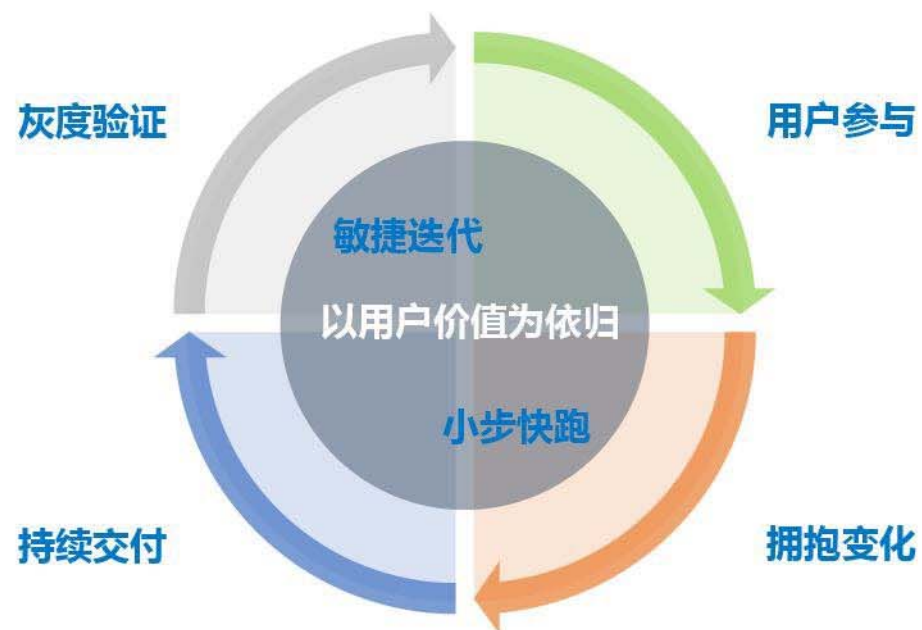 灰度验证
用户参与
敏捷迭代
以用户价值为依归
小步快跑
持续交付
拥抱变化